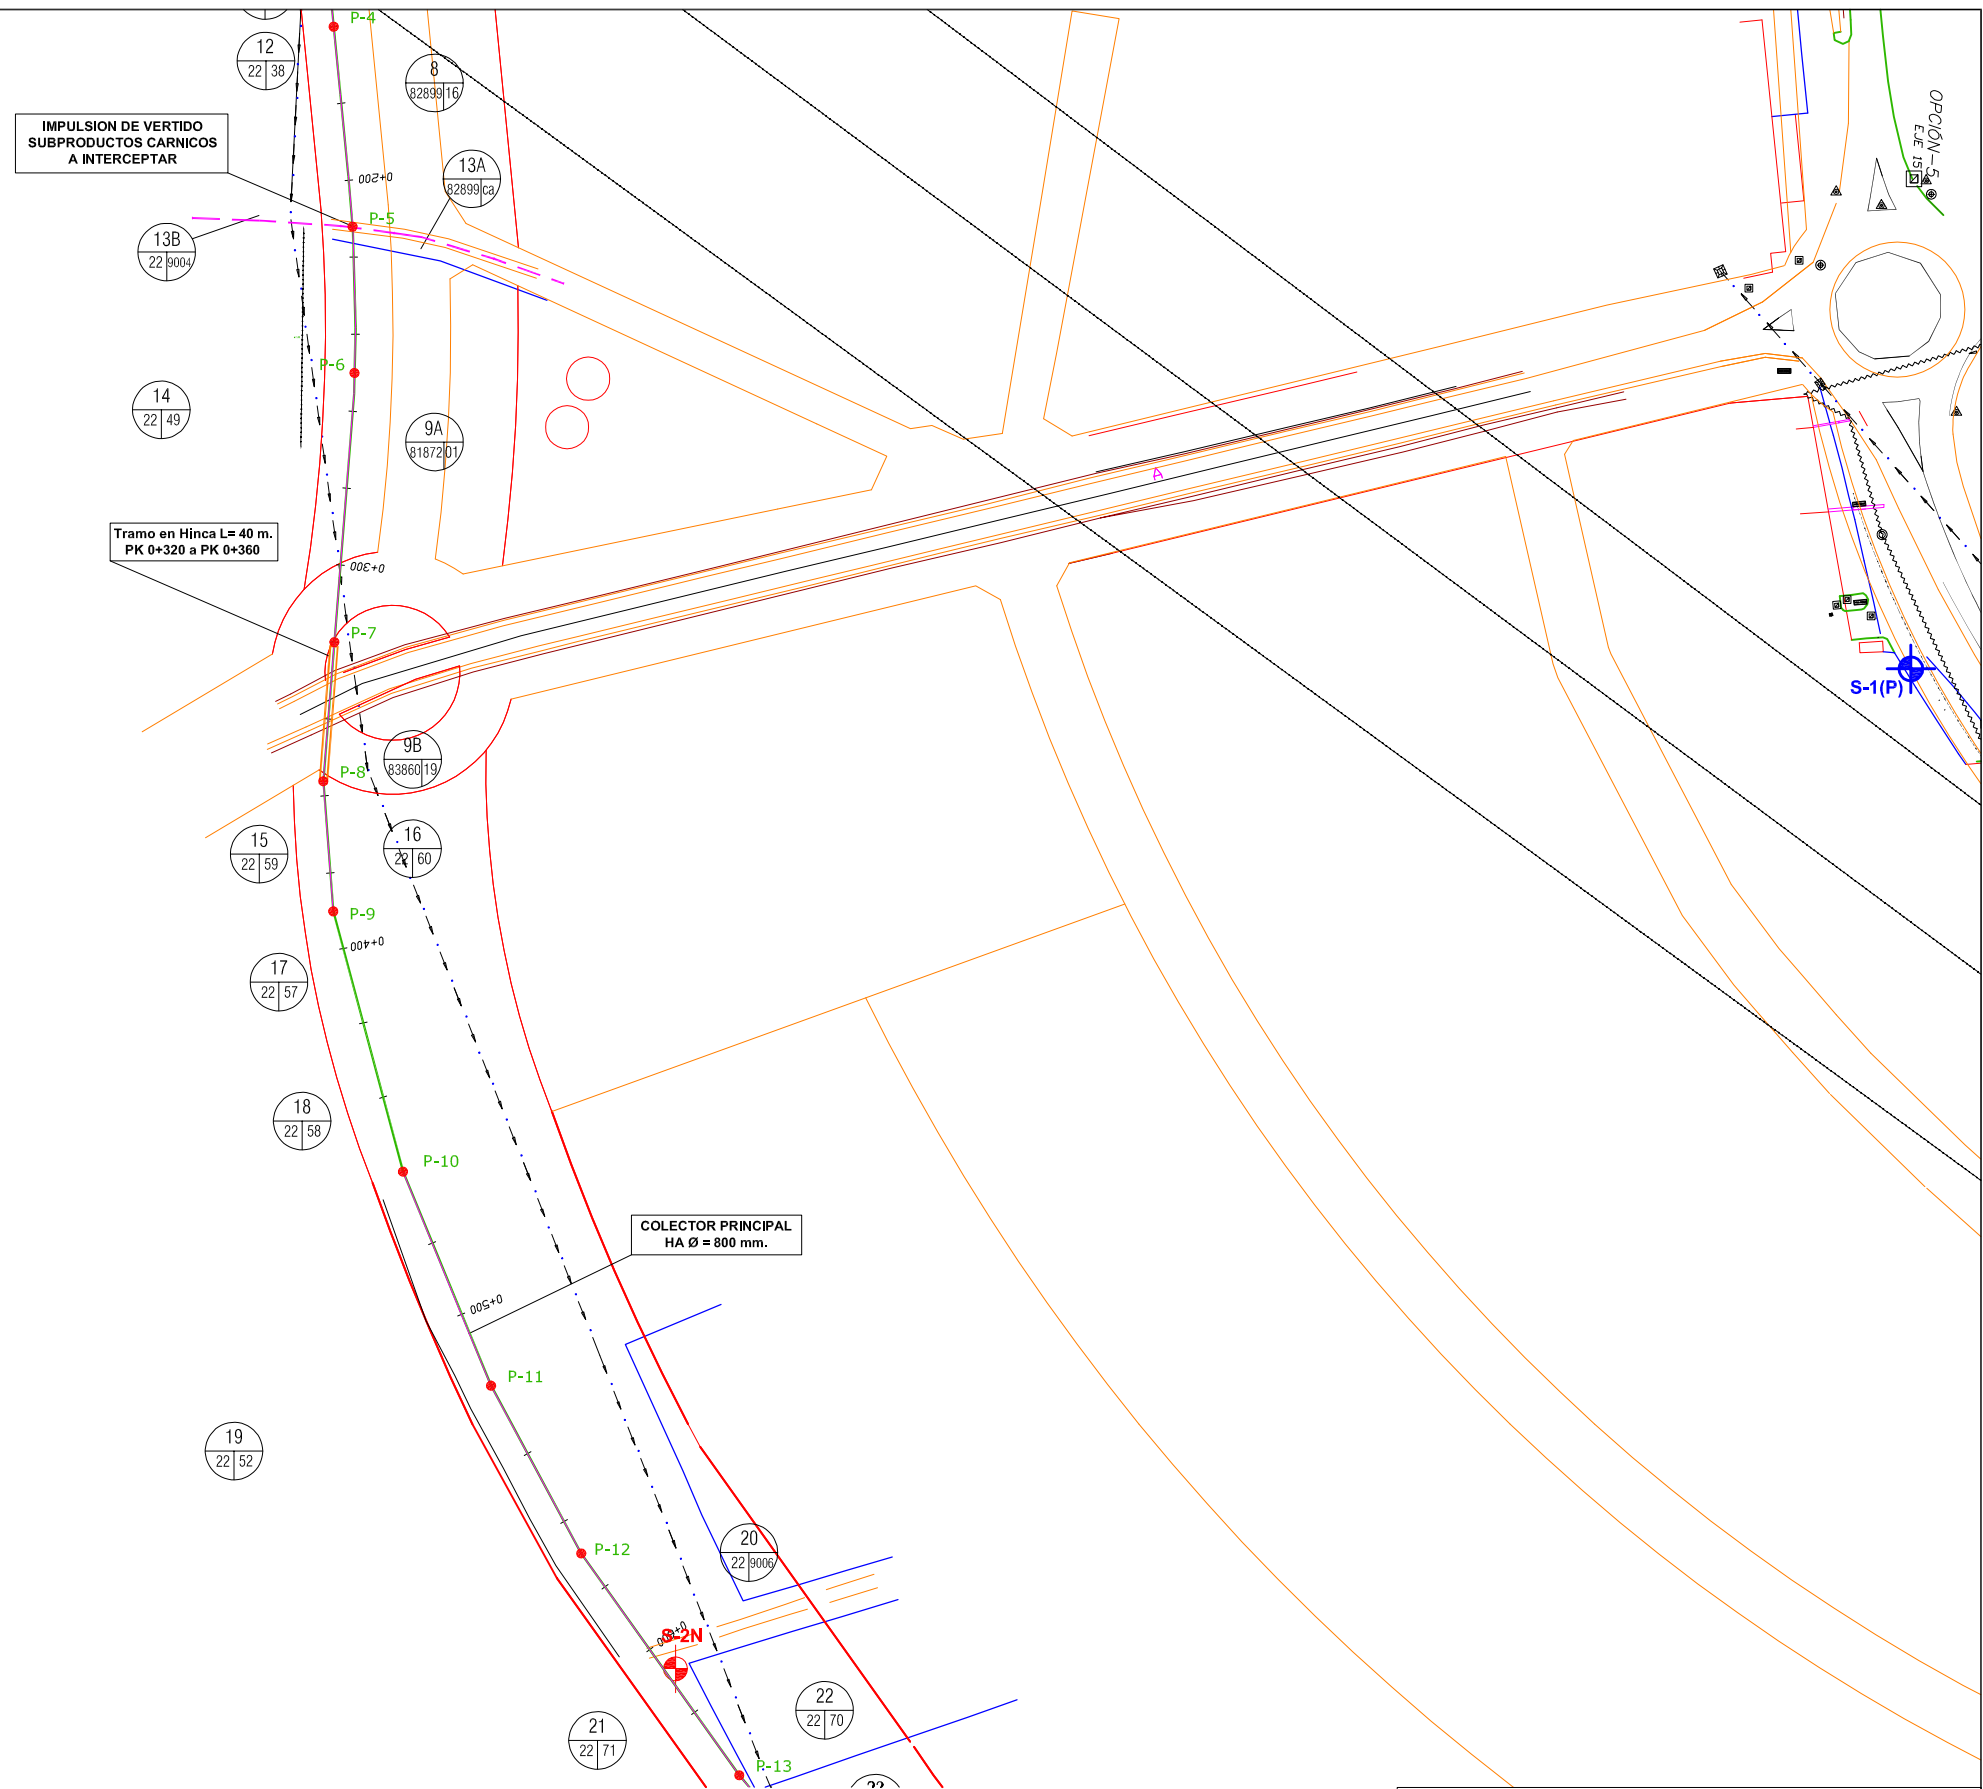 P-4
12
22 38
8
82899 16
OPCIÓN-5
EJE 15
IMPULSION DE VERTIDO
SUBPRODUCTOS CARNICOS
A INTERCEPTAR
13A
82899 ca
0+200
P-5
13B
22 9004
P-6
14
22 49
9A
81872 01
A
Tramo en Hinca L= 40 m.
PK 0+320 a PK 0+360
0+300
P-7
S-1(P)
9B
83860 19
P-8
15
22 59
16
22 60
P-9
0+400
17
22 57
18
22 58
P-10
COLECTOR PRINCIPAL
HA Ø = 800 mm.
0+500
P-11
19
22 52
P-12
20
22 9006
0+600
S-2N
22
22 70
21
22 71
P-13
23